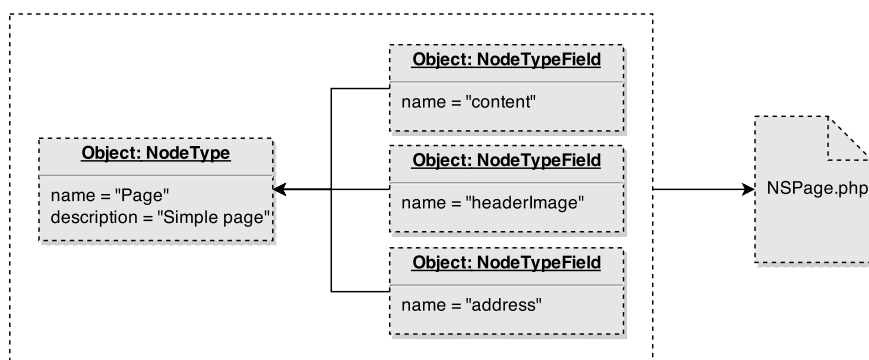 Object: NodeType
name = "Page"
description = "Simple page"
Object: NodeTypeField
name = "content"
Object: NodeTypeField
name = "headerImage"
Object: NodeTypeField
name = "address"
NSPage.php